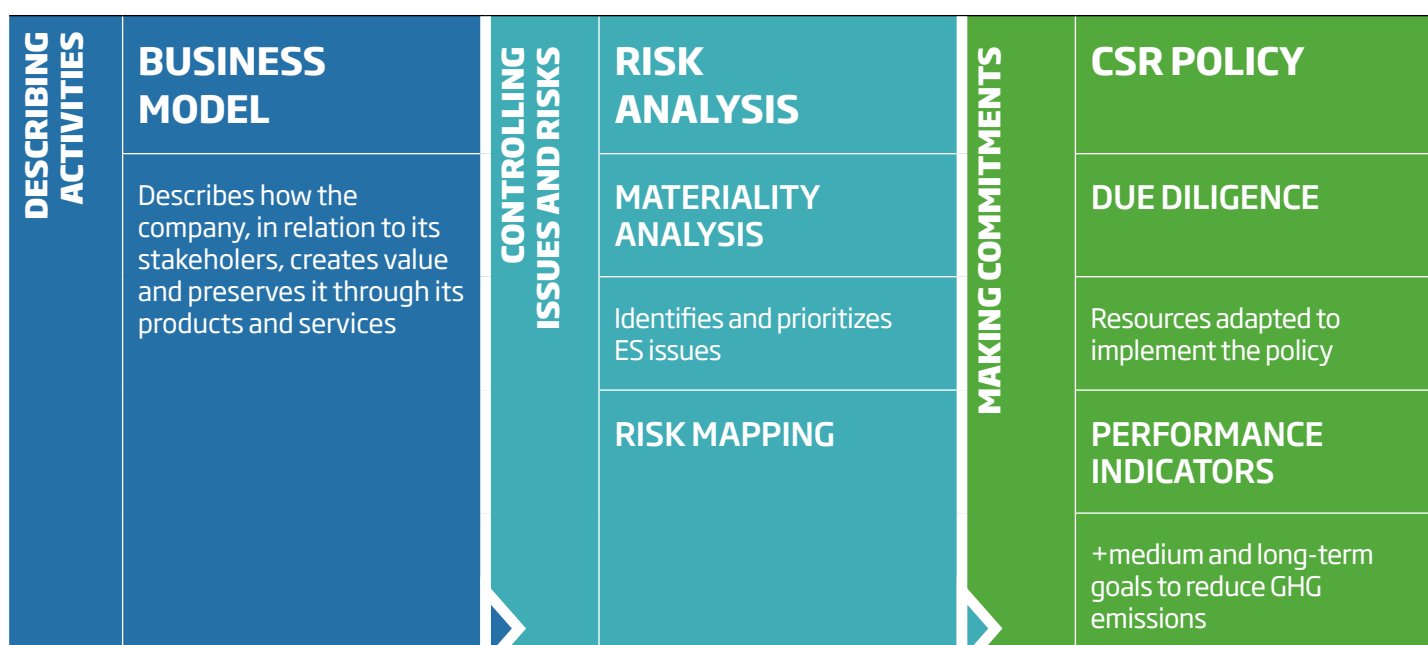 DESCRIBING
ACTIVITIES
BUSINESS
MODEL
Describes how the
company, in relation to its
stakeholers, creates value
and preserves it through its
products and services
CONTROLLING
ISSUES AND RISKS
RISK
ANALYSIS
MATERIALITY
ANALYSIS
Identifies and prioritizes
ES issues
RISK MAPPING
MAKING COMMITMENTS
CSR POLICY
DUE DILIGENCE
Resources adapted to
implement the policy
PERFORMANCE
INDICATORS
+medium and long-term
goals to reduce GHG
emissions